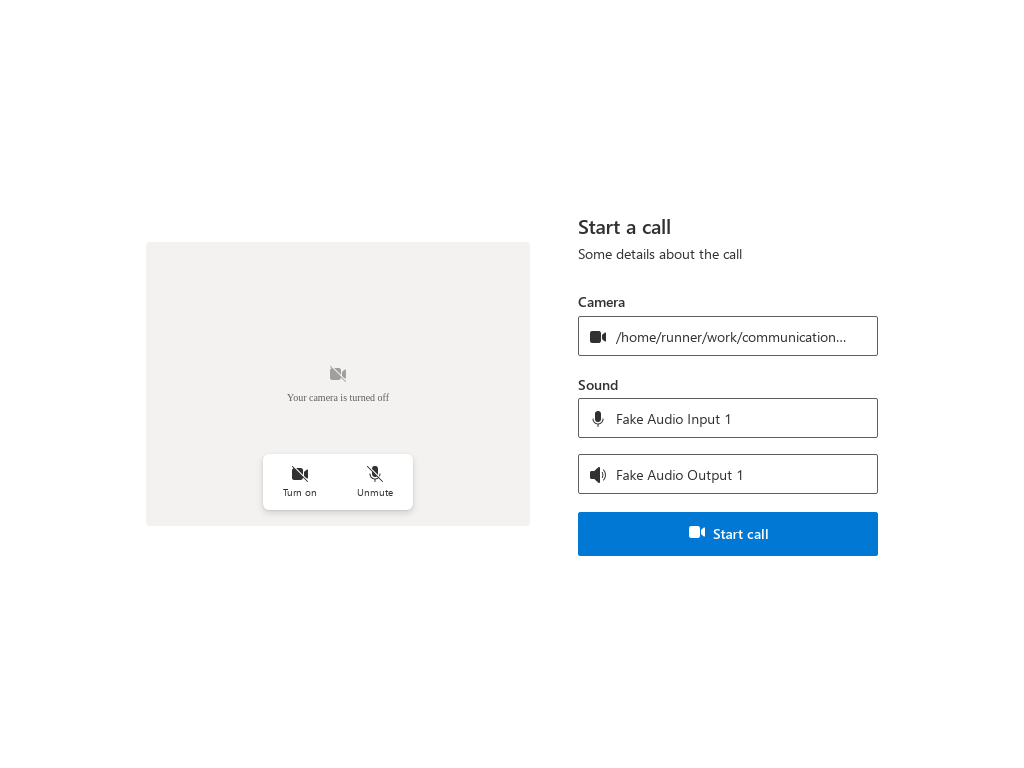 Your camera is turned off
Turn on
Unmute
Start a call
Some details about the call
Camera
/home/runner/work/communication...
Sound
Fake Audio Input 1
Fake Audio Output 1
Start call